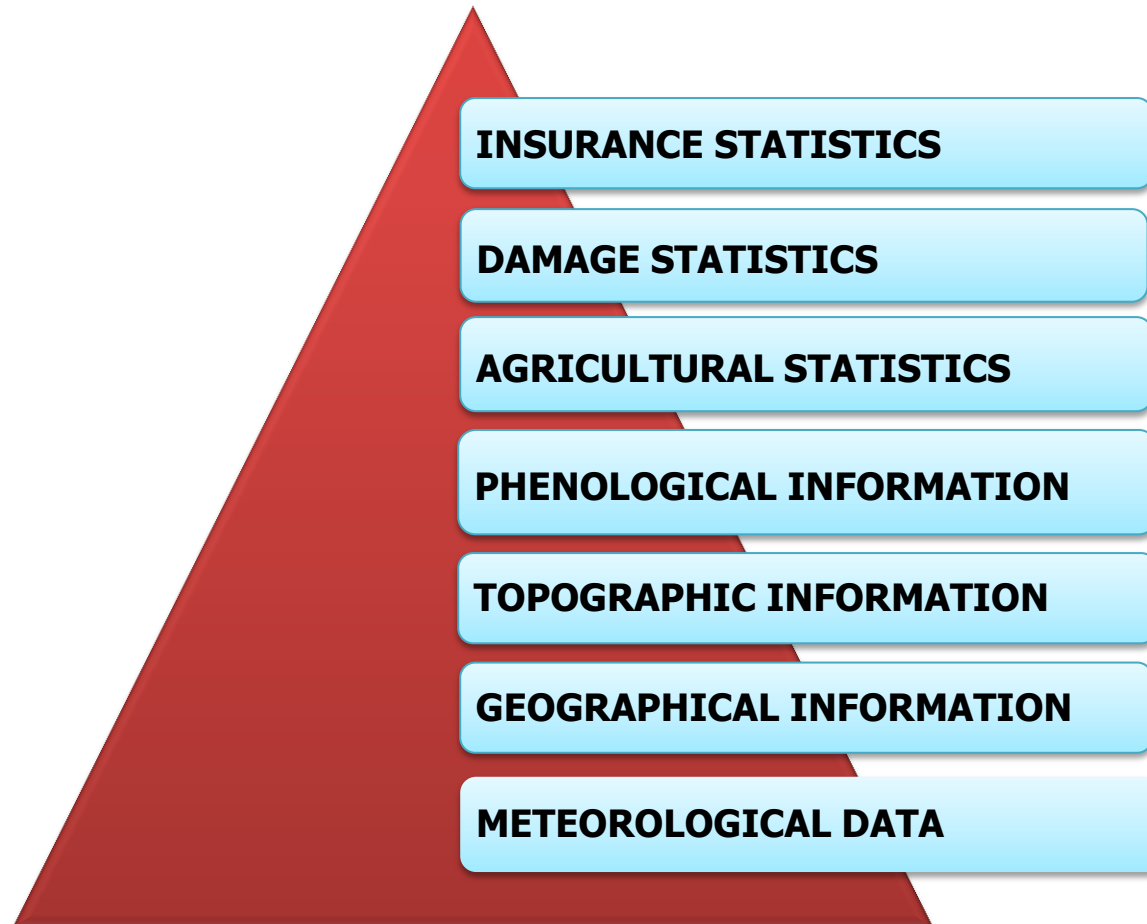 INSURANCE STATISTICS
DAMAGE STATISTICS
AGRICULTURAL STATISTICS
PHENOLOGICAL INFORMATION
TOPOGRAPHIC INFORMATION
GEOGRAPHICAL INFORMATION
METEOROLOGICAL DATA